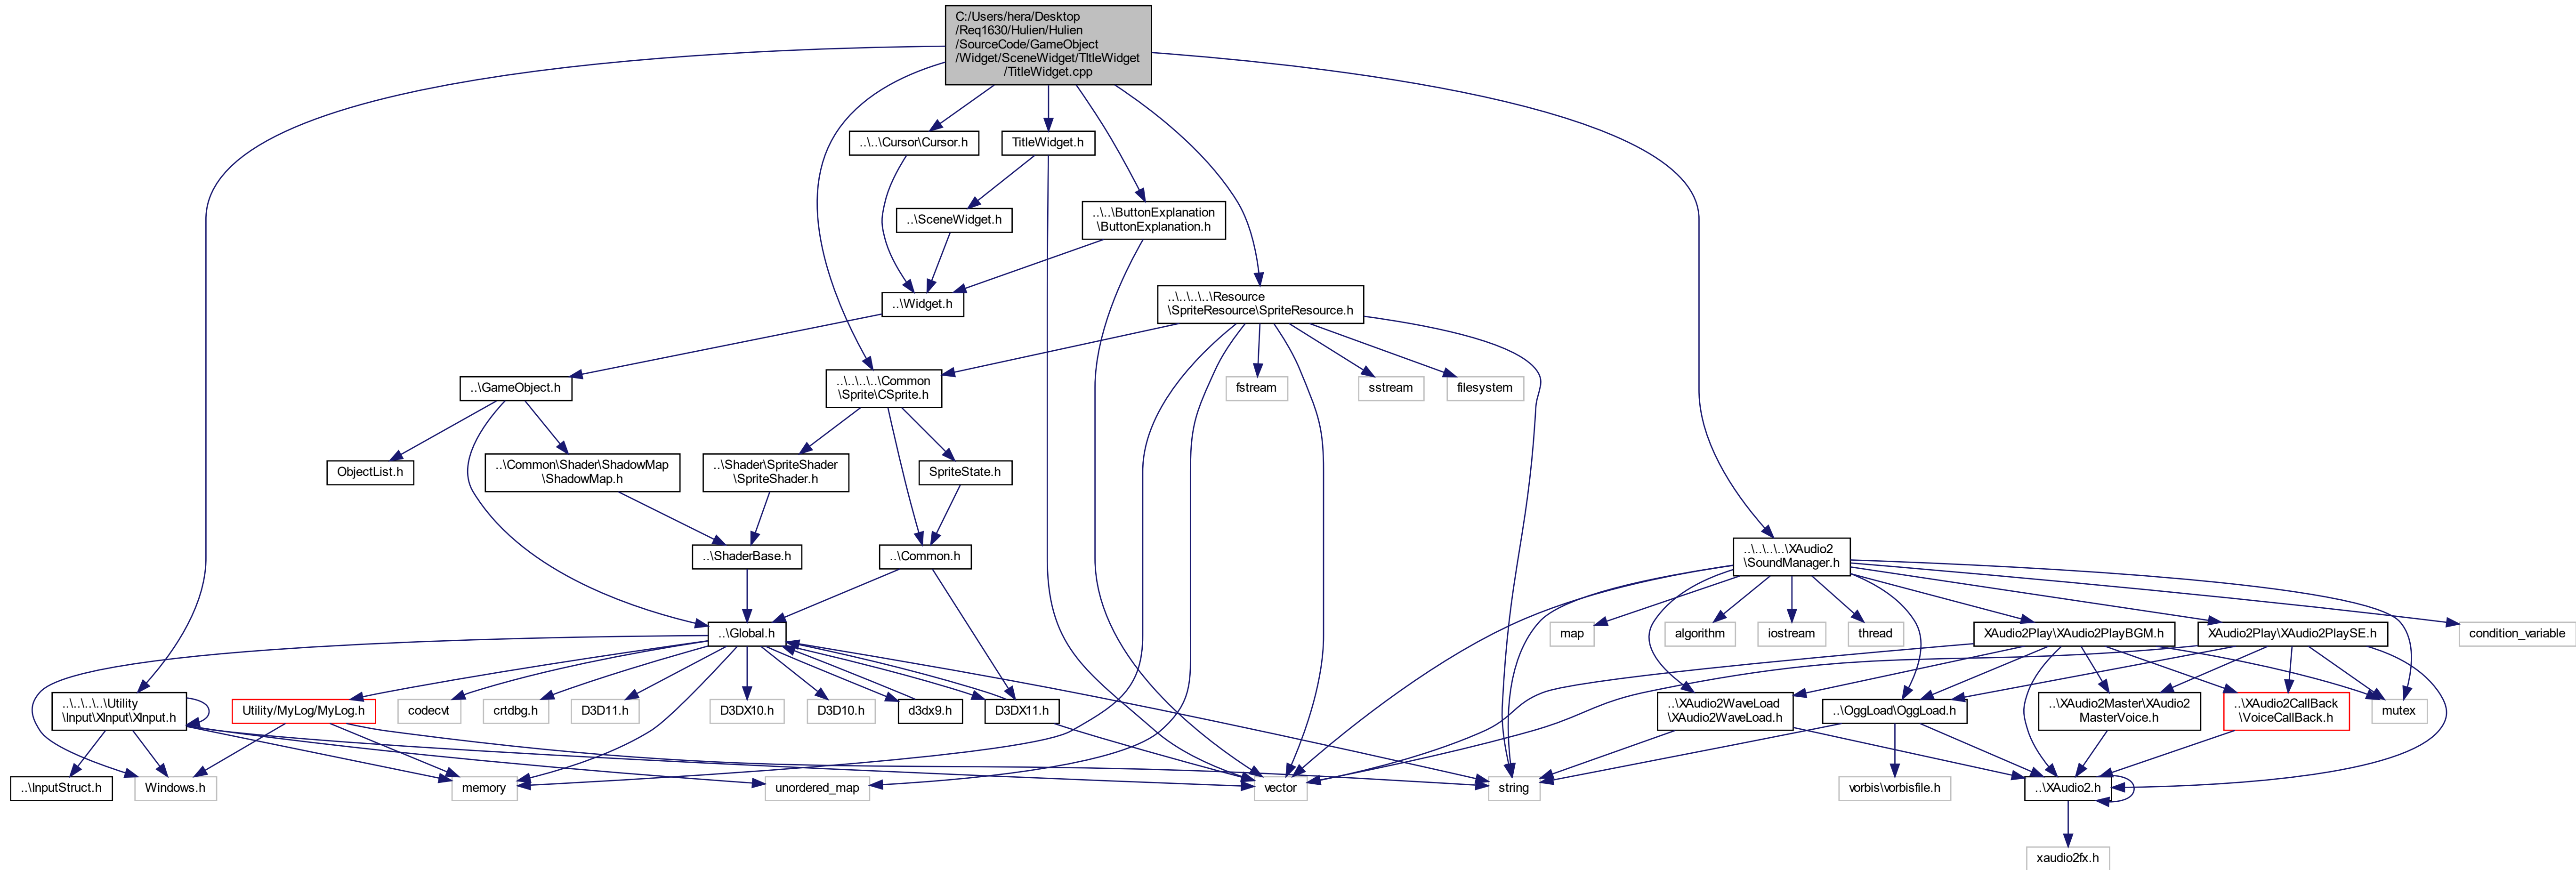 C:/Users/hera/Desktop
/Req1630/Hulien/Hulien
/SourceCode/GameObject
/Widget/SceneWidget/TItleWidget
/TitleWidget.cpp
..\..\Cursor\Cursor.h
TitleWidget.h
..\SceneWidget.h
..\..\ButtonExplanation
\ButtonExplanation.h
..\Widget.h
..\..\..\..\Resource
\SpriteResource\SpriteResource.h
..\GameObject.h
..\..\..\..\Common
\Sprite\CSprite.h
fstream
sstream
filesystem
ObjectList.h
..\Common\Shader\ShadowMap
\ShadowMap.h
..\Shader\SpriteShader
\SpriteShader.h
SpriteState.h
..\ShaderBase.h
..\Common.h
..\..\..\..\XAudio2
\SoundManager.h
..\Global.h
map
algorithm
iostream
thread
XAudio2Play\XAudio2PlayBGM.h
XAudio2Play\XAudio2PlaySE.h
condition_variable
..\..\..\..\Utility
\Input\XInput\XInput.h
Utility/MyLog/MyLog.h
codecvt
crtdbg.h
D3D11.h
D3DX10.h
D3D10.h
d3dx9.h
D3DX11.h
..\XAudio2WaveLoad
\XAudio2WaveLoad.h
..\OggLoad\OggLoad.h
..\XAudio2Master\XAudio2
MasterVoice.h
..\XAudio2CallBack
\VoiceCallBack.h
mutex
..\InputStruct.h
Windows.h
memory
unordered_map
vector
string
vorbis\vorbisfile.h
..\XAudio2.h
xaudio2fx.h